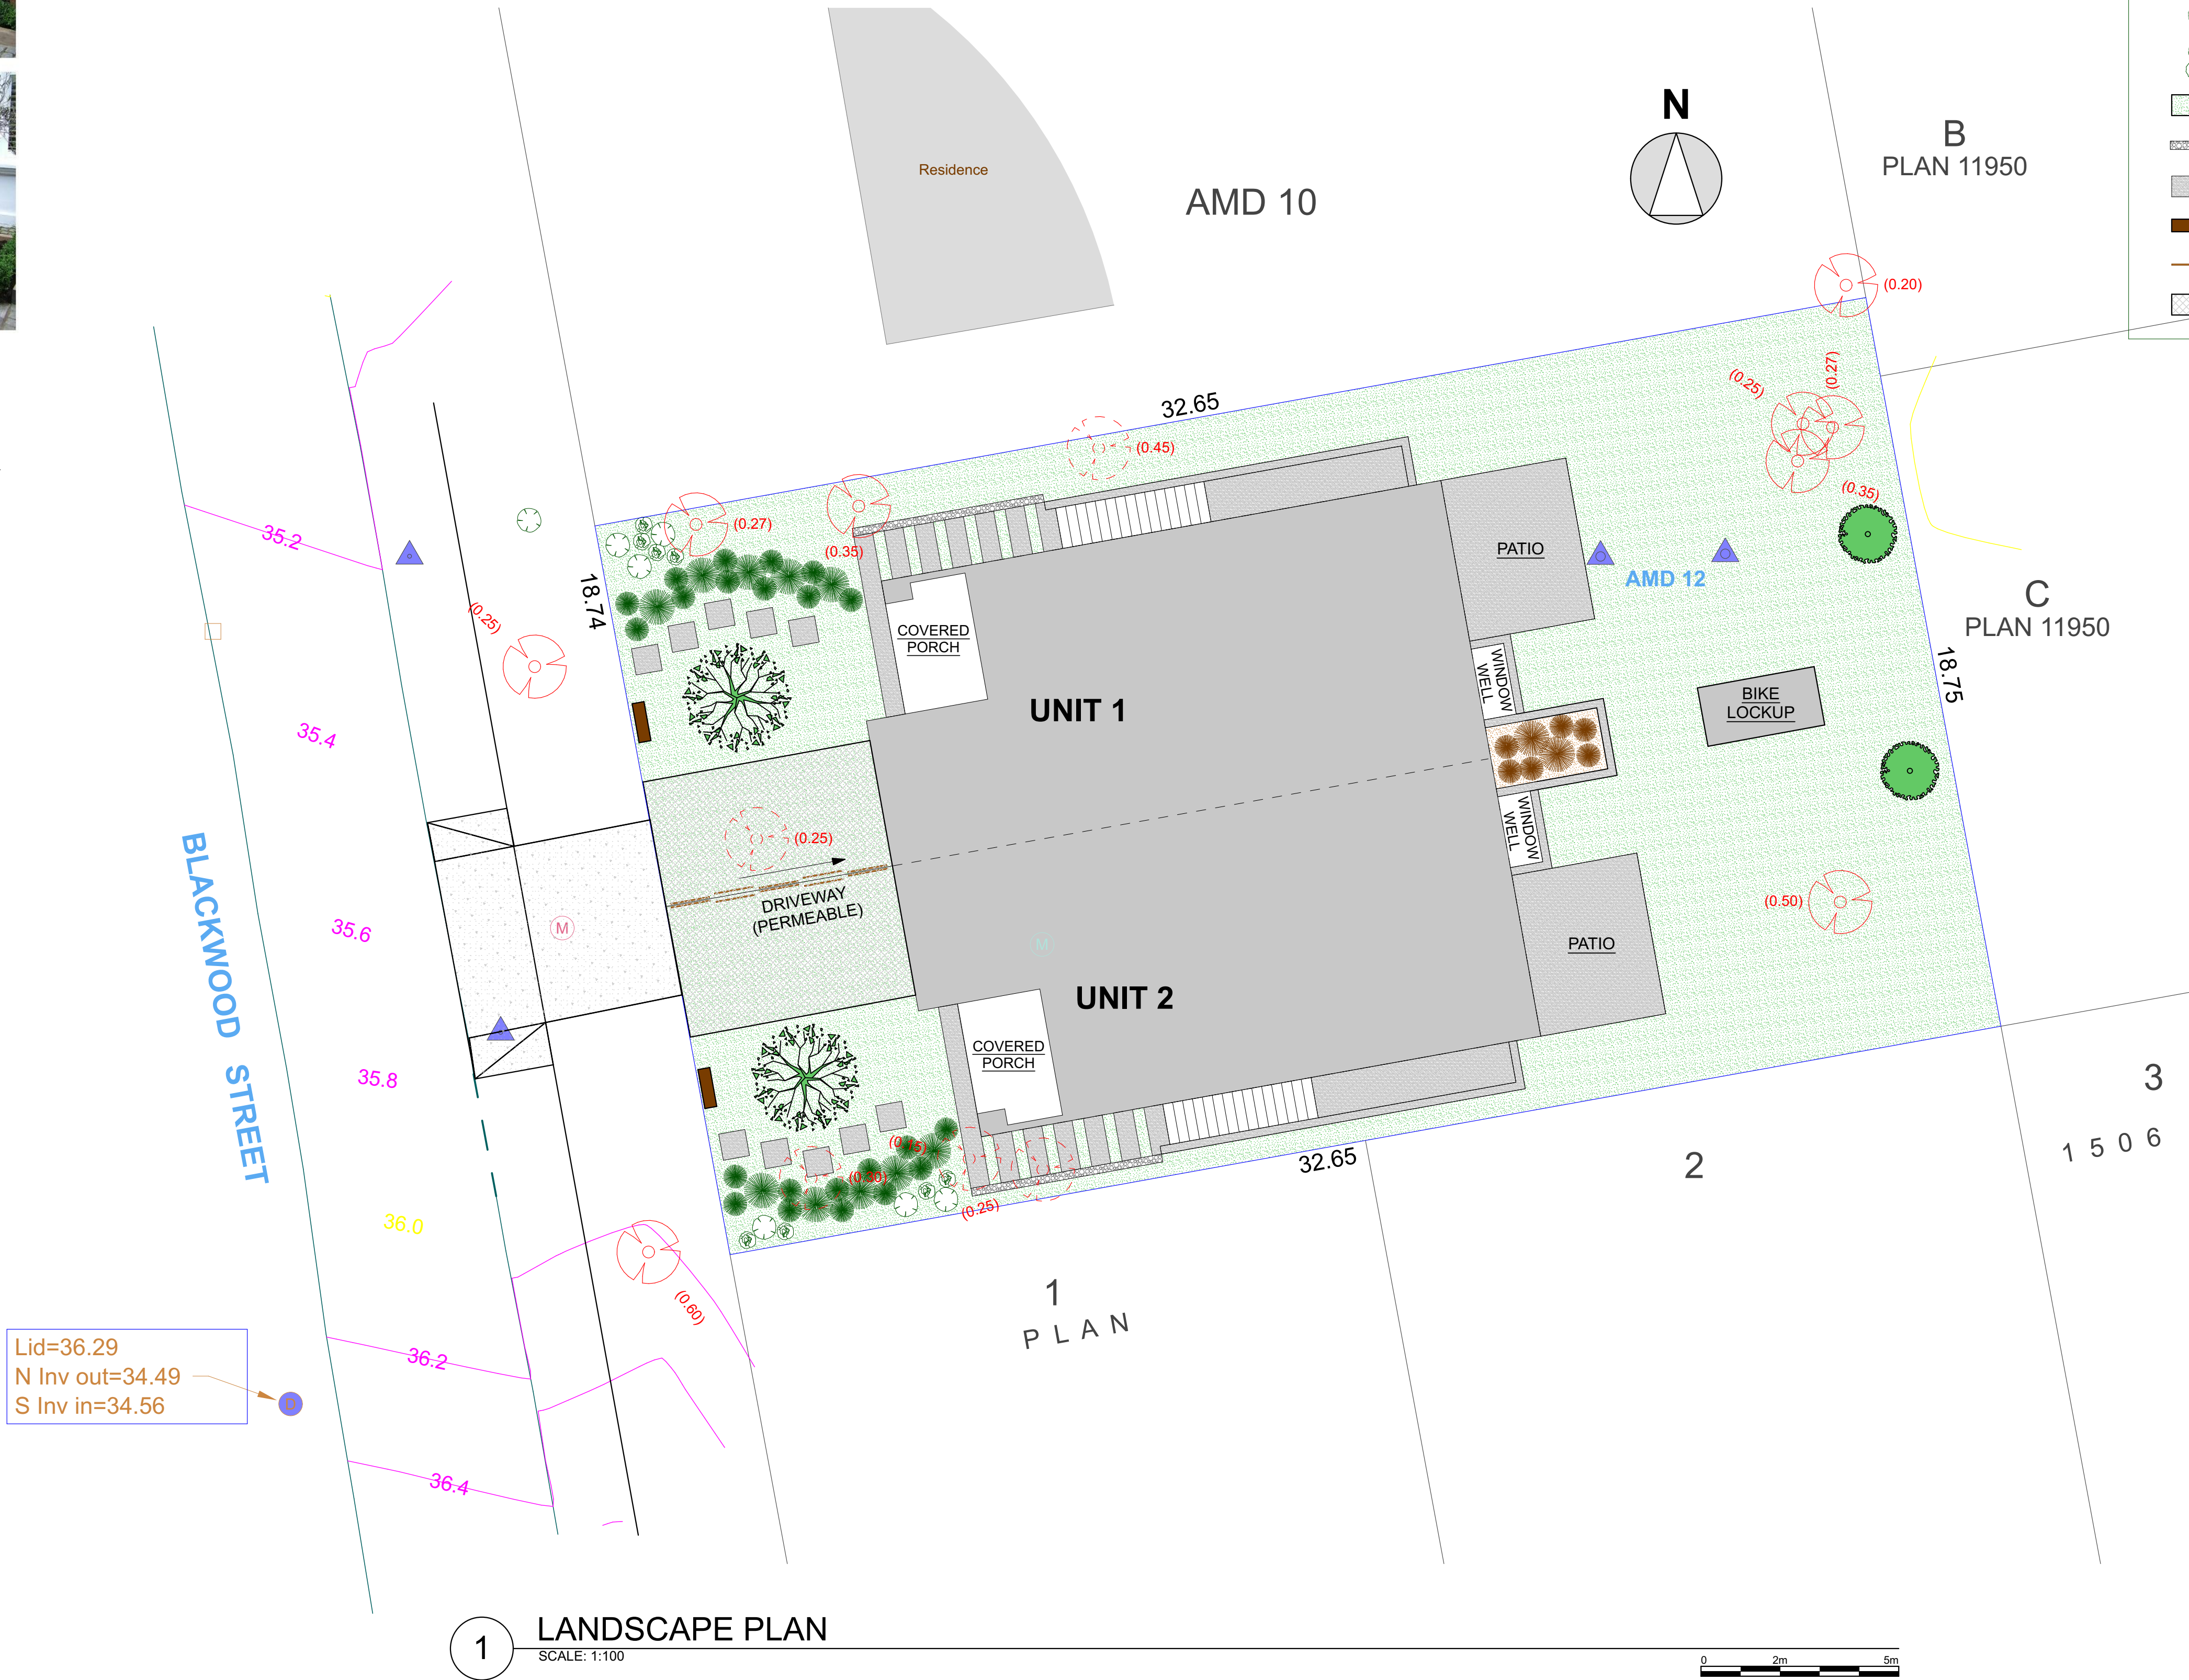 N
B
PLAN 11950
Residence
AMD 10
(0.20)
(0.27)
(0.25)
32.65
(0.45)
(0.35)
(0.27)
(0.35)
35.2
18.74
(0.25)
PATIO
AMD 12
C
PLAN 11950
COVERED
PORCH
WINDOW
WELL
18.75
BIKE
LOCKUP
UNIT 1
35.4
WINDOW
WELL
(0.25)
DRIVEWAY
(PERMEABLE)
(0.50)
BLACKWOOD STREET
35.6
M
M
PATIO
UNIT 2
COVERED
PORCH
35.8
3
1506
2
32.65
(0.30)
(0.25)
36.0
1
PLAN
(0.60)
Lid=36.29
N Inv out=34.49
S Inv in=34.56
D
36.2
36.4
1
LANDSCAPE PLAN
SCALE: 1:100
0 2m 5m